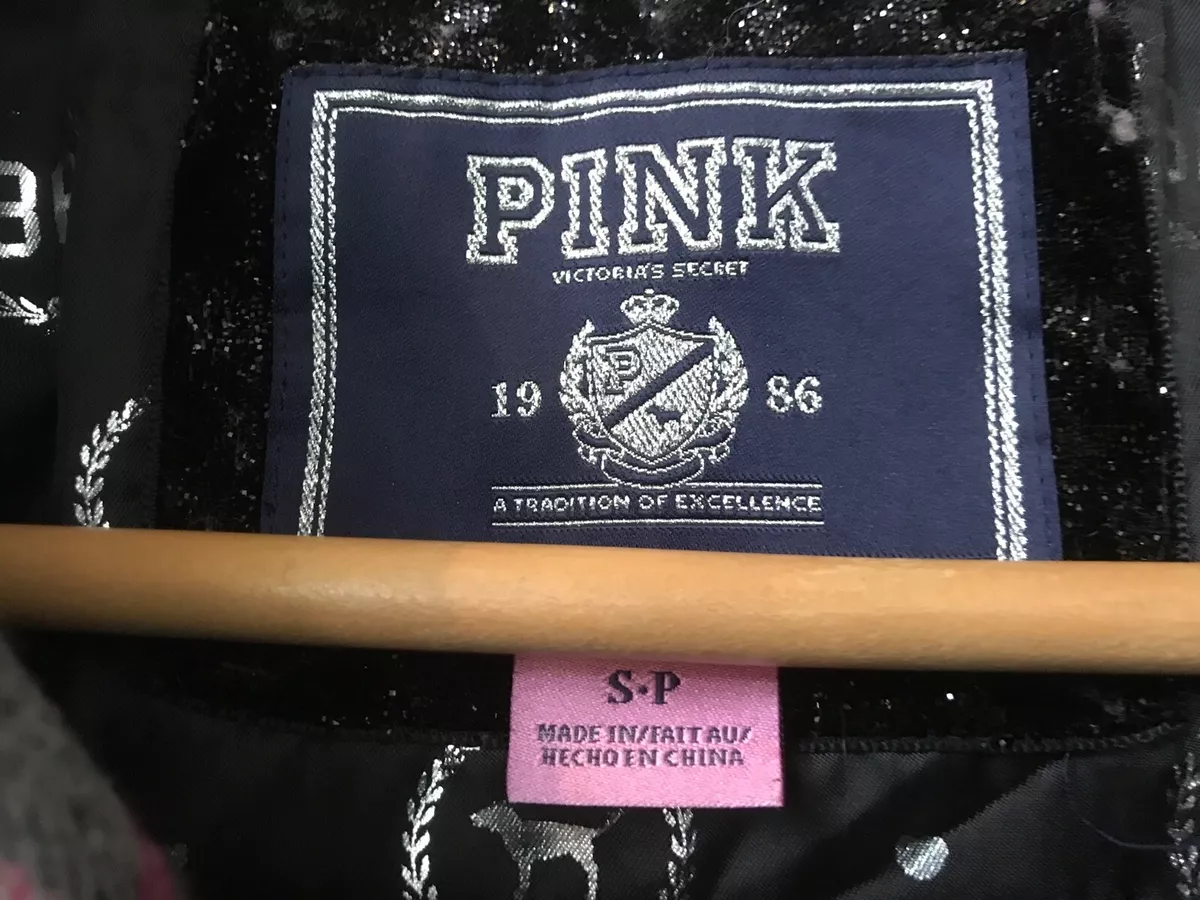 PINK
VICTORIA'S SECRET
P
19 86
A TRADITION OF EXCELLENCE
S·P
MADE IN/FAIT AU/
HECHO EN CHINA